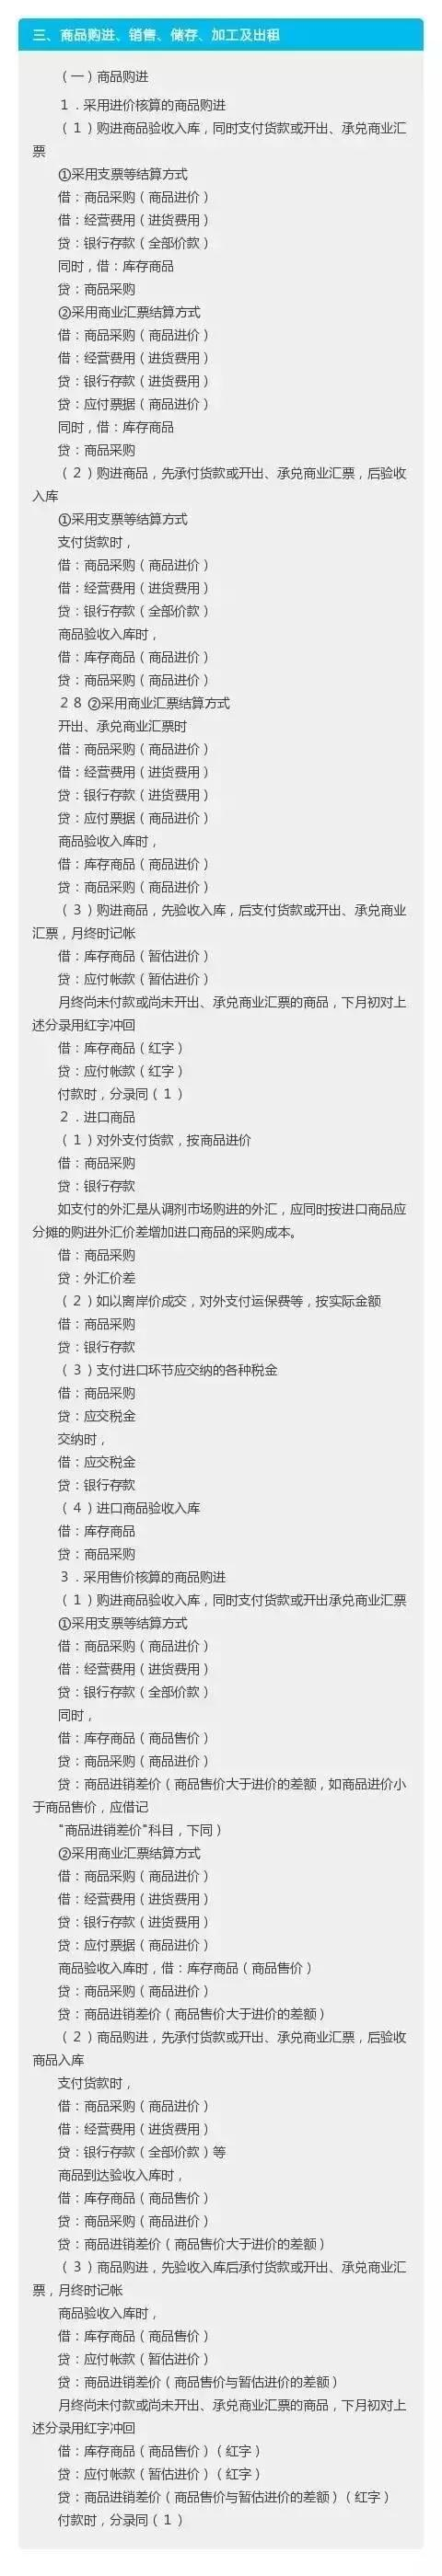 三、商品购进、销售、储存、加工及出租
（一）商品购进
１．采用进价核算的商品购进
（１）购进商品验收入库，同时支付货款或开出、承兑商业汇
票
①采用支票等结算方式
借：商品采购（商品进价）
借：经营费用（进货费用）
贷：银行存款（全部价款）
同时，借：库存商品
贷：商品采购
②采用商业汇票结算方式
借：商品采购（商品进价）
借：经营费用（进货费用）
贷：银行存款（进货费用）
贷：应付票据（商品进价）
同时，借：库存商品
贷：商品采购
（２）购进商品，先承付货款或开出、承兑商业汇票，后验收
入库
①采用支票等结算方式
支付货款时，
借：商品采购（商品进价）
借：经营费用（进货费用）
贷：银行存款（全部价款）
商品验收入库时，
借：库存商品（商品进价）
贷：商品采购（商品进价）
２８ ②采用商业汇票结算方式
开出、承兑商业汇票时
借：商品采购（商品进价）
借：经营费用（进货费用）
贷：银行存款（进货费用）
贷：应付票据（商品进价）
商品验收入库时，
借：库存商品（商品进价）
贷：商品采购（商品进价）
（３）购进商品，先验收入库，后支付货款或开出、承兑商业
汇票，月终时记帐
借：库存商品（暂估进价）
贷：应付帐款（暂估进价）
月终尚未付款或尚未开出、承兑商业汇票的商品，下月初对上
述分录用红字冲回
借：库存商品（红字）
贷：应付帐款（红字）
付款时，分录同（１）
２．进口商品
（１）对外支付货款，按商品进价
借：商品采购
贷：银行存款
如支付的外汇是从调剂市场购进的外汇，应同时按进口商品应
分摊的购进外汇价差增加进口商品的采购成本。
借：商品采购
贷：外汇价差
（２）如以离岸价成交，对外支付运保费等，按实际金额
借：商品采购
贷：银行存款
（３）支付进口环节应交纳的各种税金
借：商品采购
贷：应交税金
交纳时，
借：应交税金
贷：银行存款
（４）进口商品验收入库
借：库存商品
贷：商品采购
３．采用售价核算的商品购进
（１）购进商品验收入库，同时支付货款或开出承兑商业汇票
①采用支票等结算方式
借：商品采购（商品进价）
借：经营费用（进货费用）
贷：银行存款（全部价款）
同时，
借：库存商品（商品售价）
贷：商品采购（商品进价）
贷：商品进销差价（商品售价大于进价的差额，如商品进价小
于商品售价，应借记
"商品进销差价"科目，下同）
②采用商业汇票结算方式
借：商品采购（商品进价）
借：经营费用（进货费用）
贷：银行存款（进货费用）
贷：应付票据（商品进价）
商品验收入库时，借：库存商品（商品售价）
贷：商品采购（商品进价）
贷：商品进销差价（商品售价大于进价的差额）
（２）商品购进，先承付货款或开出、承兑商业汇票，后验收
商品入库
支付货款时，
借：商品采购（商品进价）
借：经营费用（进货费用）
贷：银行存款（全部价款）等
商品到达验收入库时，
借：库存商品（商品售价）
贷：商品采购（商品进价）
贷：商品进销差价（商品售价大于进价的差额）
（３）商品购进，先验收入库后承付货款或开出、承兑商业汇
票，月终时记帐
商品验收入库时，
借：库存商品（商品售价）
贷：应付帐款（暂估进价）
贷：商品进销差价（商品售价与暂估进价的差额）
月终尚未付款或尚未开出、承兑商业汇票的商品，下月初对上
述分录用红字冲回
借：库存商品（商品售价）（红字）
贷：应付帐款（暂估进价）（红字）
贷：商品进销差价（商品售价与暂估进价的差额）（红字）
付款时，分录同（１）